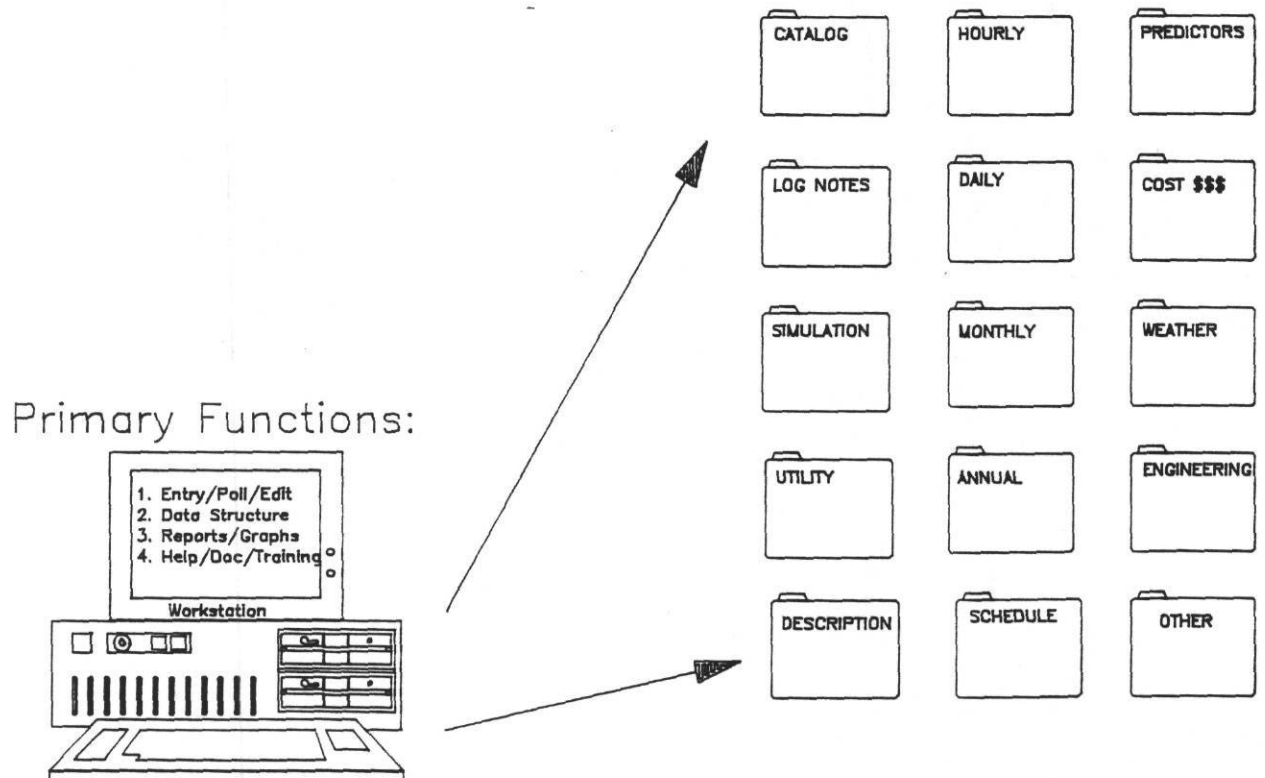 CATALOG HOURLY PREDICTORS
LOG NOTES DAILY COST $$$
SIMULATION MONTHLY WEATHER
Primary Functions:
1. Entry/Poll/Edit
2. Data Structure
3. Reports/Graphs
4. Help/Doc/Training
Workstation
UTILITY ANNUAL ENGINEERING
DESCRIPTION SCHEDULE OTHER